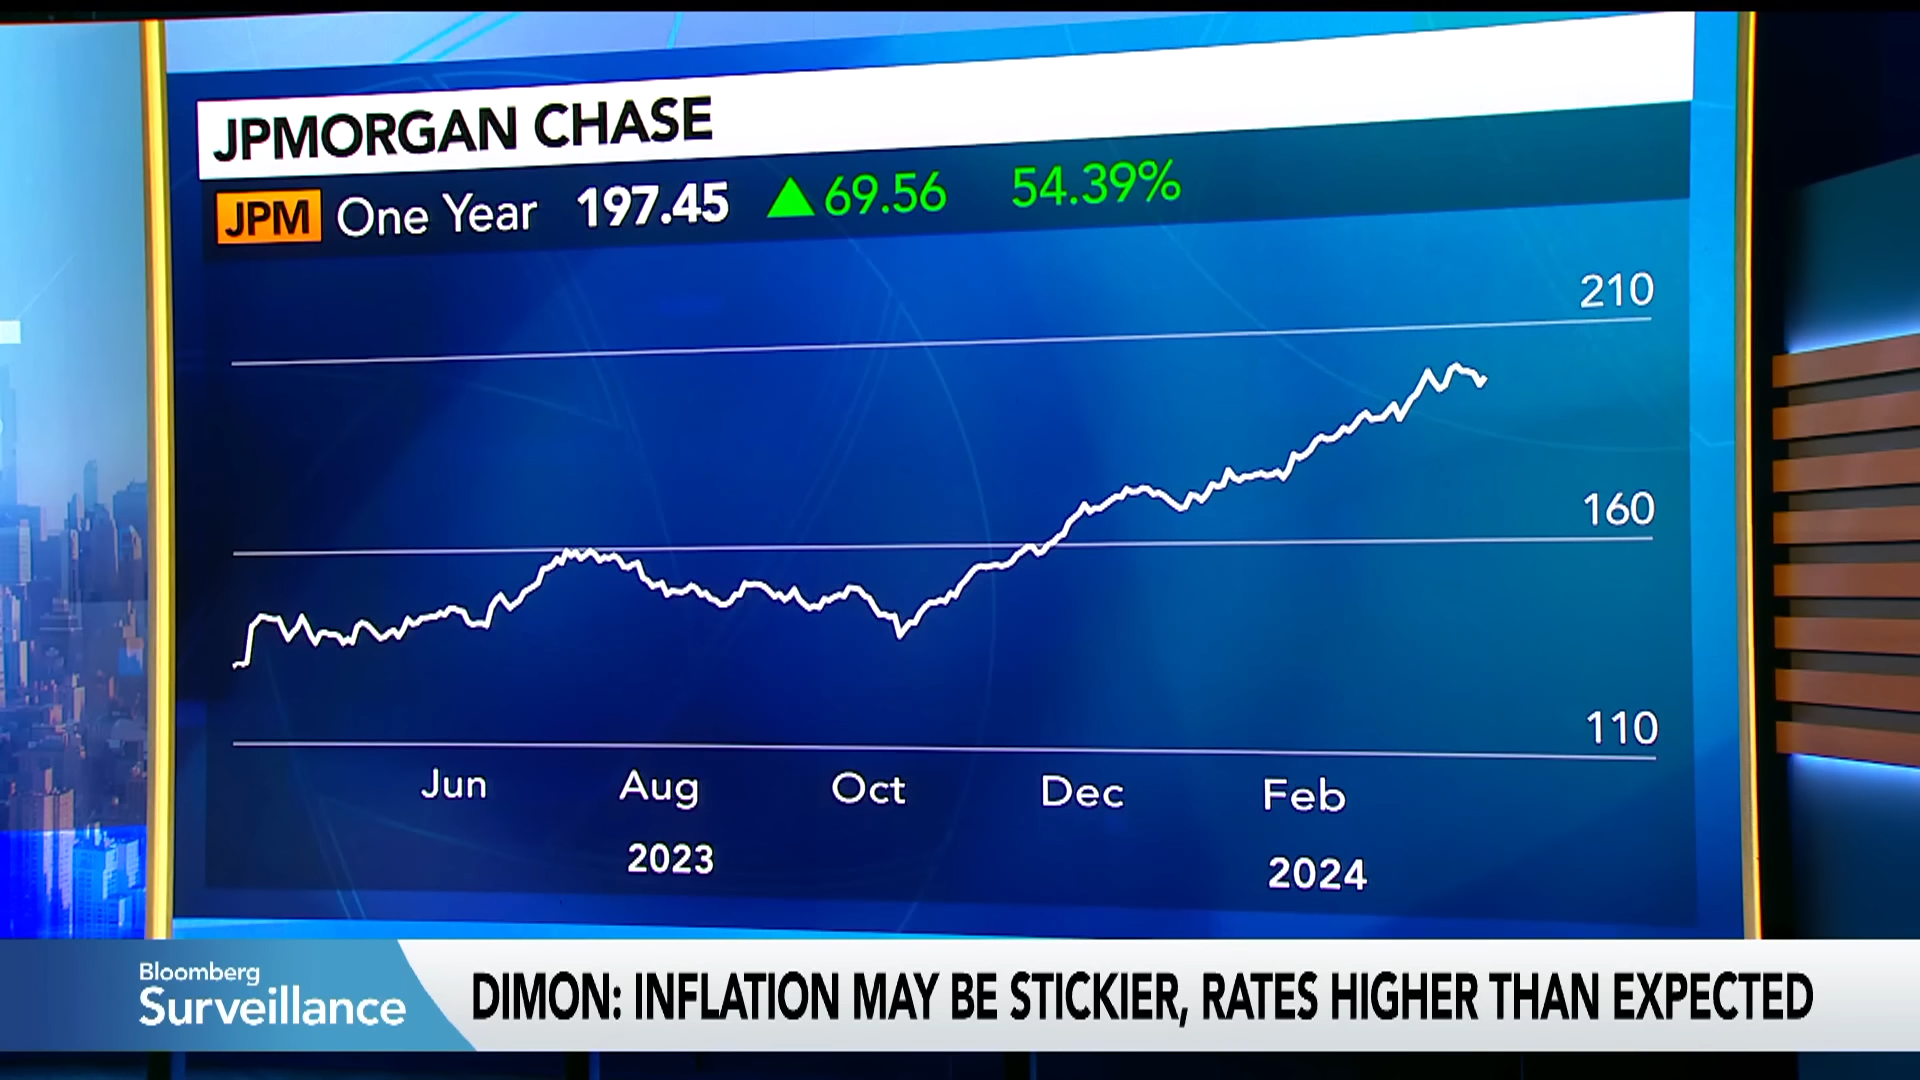 JPMORGAN CHASE
JPM One Year 197.45 ▲69.56 54.39%
210
160
110
Jun Aug Oct Dec Feb
2023 2024
Bloomberg
Surveillance
DIMON: INFLATION MAY BE STICKIER, RATES HIGHER THAN EXPECTED